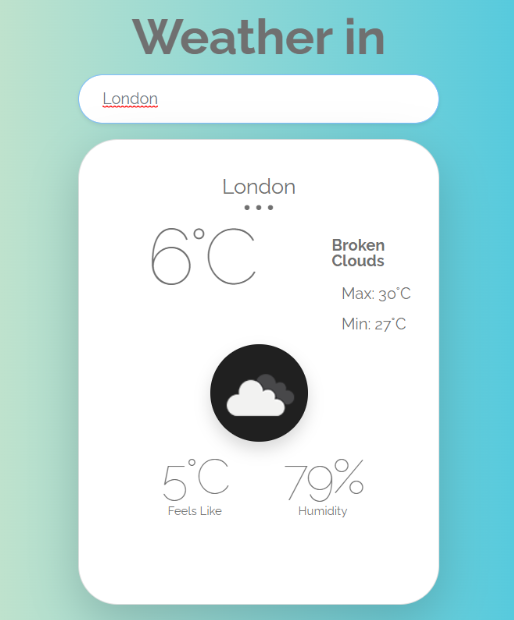 Weather in
London
London
6°C
Broken
Clouds
Max: 30°C
Min: 27°C
5°C
79%
Feels Like
Humidity